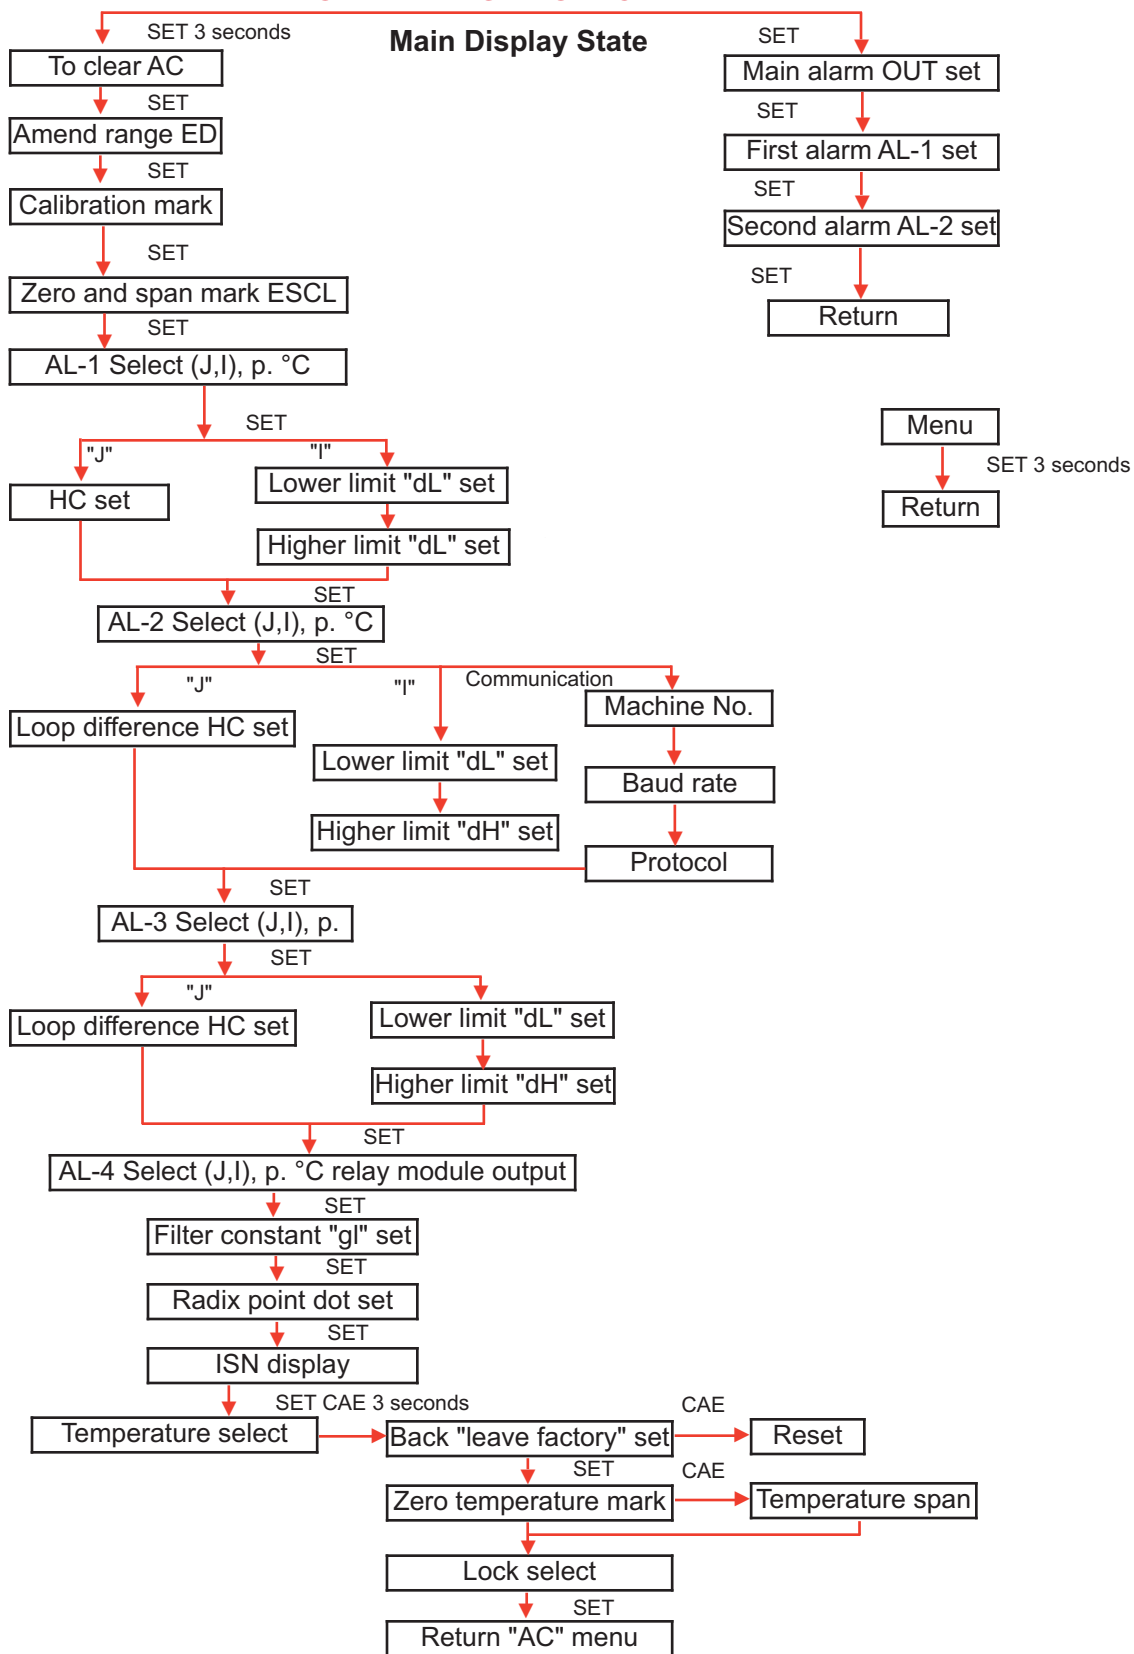 SET 3 seconds
Main Display State
SET
To clear AC
Main alarm OUT set
SET
SET
Amend range ED
First alarm AL-1 set
SET
SET
Calibration mark
Second alarm AL-2 set
SET
SET
Zero and span mark ESCL
Return
SET
AL-1 Select (J,I), p. °C
SET
Menu
"J"
"I"
SET 3 seconds
HC set
Lower limit "dL" set
Return
Higher limit "dL" set
SET
AL-2 Select (J,I), p. °C
SET
"J"
"I"
Communication
Machine No.
Loop difference HC set
Lower limit "dL" set
Baud rate
Higher limit "dH" set
Protocol
SET
AL-3 Select (J,I), p.
SET
"J"
Loop difference HC set
Lower limit "dL" set
Higher limit "dH" set
SET
AL-4 Select (J,I), p. °C relay module output
SET
Filter constant "gl" set
SET
Radix point dot set
SET
ISN display
SET CAE 3 seconds
CAE
Temperature select
Back "leave factory" set
Reset
SET
CAE
Zero temperature mark
Temperature span
Lock select
SET
Return "AC" menu